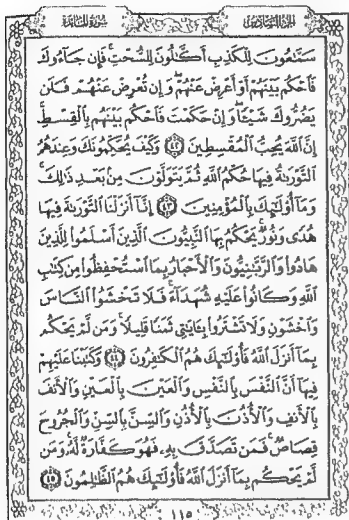 الجزء السادس سورة المائدة
سَمَّٰعُونَ لِلْكَذِبِ أَكَّٰلُونَ لِلسُّحْتِ ۚ فَإِن جَآءُوكَ
فَٱحْكُم بَيْنَهُمْ أَوْ أَعْرِضْ عَنْهُمْ ۖ وَإِن تُعْرِضْ عَنْهُمْ فَلَن
يَضُرُّوكَ شَيْـًٔا ۖ وَإِنْ حَكَمْتَ فَٱحْكُم بَيْنَهُم بِٱلْقِسْطِ ۚ
إِنَّ ٱللَّهَ يُحِبُّ ٱلْمُقْسِطِينَ ۝٤٢ وَكَيْفَ يُحَكِّمُونَكَ وَعِندَهُمُ
ٱلتَّوْرَىٰةُ فِيهَا حُكْمُ ٱللَّهِ ثُمَّ يَتَوَلَّوْنَ مِنۢ بَعْدِ ذَٰلِكَ ۚ
وَمَآ أُو۟لَٰٓئِكَ بِٱلْمُؤْمِنِينَ ۝٤٣ إِنَّآ أَنزَلْنَا ٱلتَّوْرَىٰةَ فِيهَا
هُدًى وَنُورٌ ۚ يَحْكُمُ بِهَا ٱلنَّبِيُّونَ ٱلَّذِينَ أَسْلَمُوا۟ لِلَّذِينَ
هَادُوا۟ وَٱلرَّبَّٰنِيُّونَ وَٱلْأَحْبَارُ بِمَا ٱسْتُحْفِظُوا۟ مِن كِتَٰبِ
ٱللَّهِ وَكَانُوا۟ عَلَيْهِ شُهَدَآءَ ۚ فَلَا تَخْشَوُا۟ ٱلنَّاسَ
وَٱخْشَوْنِ وَلَا تَشْتَرُوا۟ بِـَٔايَٰتِى ثَمَنًا قَلِيلًا ۚ وَمَن لَّمْ يَحْكُم
بِمَآ أَنزَلَ ٱللَّهُ فَأُو۟لَٰٓئِكَ هُمُ ٱلْكَٰفِرُونَ ۝٤٤ وَكَتَبْنَا عَلَيْهِمْ
فِيهَآ أَنَّ ٱلنَّفْسَ بِٱلنَّفْسِ وَٱلْعَيْنَ بِٱلْعَيْنِ وَٱلْأَنفَ
بِٱلْأَنفِ وَٱلْأُذُنَ بِٱلْأُذُنِ وَٱلسِّنَّ بِٱلسِّنِّ وَٱلْجُرُوحَ
قِصَاصٌ ۚ فَمَن تَصَدَّقَ بِهِۦ فَهُوَ كَفَّارَةٌ لَّهُۥ ۚ وَمَن
لَّمْ يَحْكُم بِمَآ أَنزَلَ ٱللَّهُ فَأُو۟لَٰٓئِكَ هُمُ ٱلظَّٰلِمُونَ ۝٤٥
١١٥